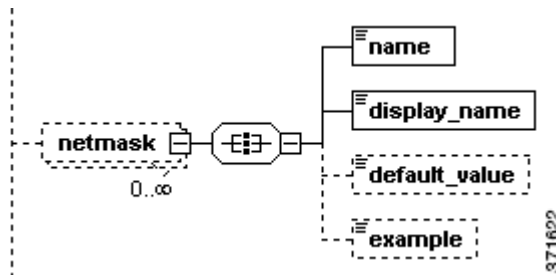 name
display_name
netmask
0..∞
default_value
example
371622